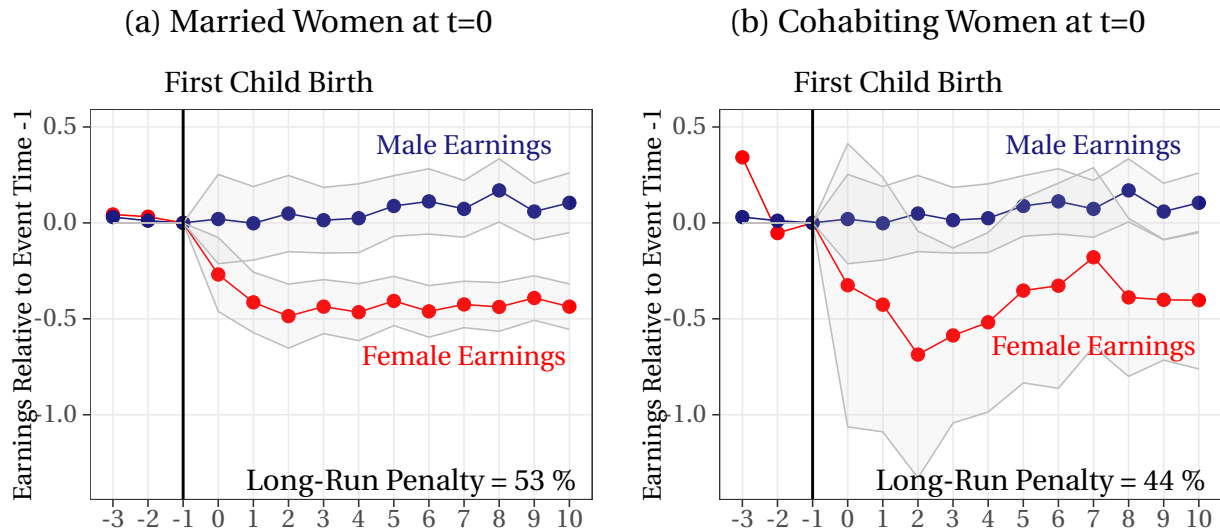 (a) Married Women at t=0
First Child Birth
Earnings Relative to Event Time -1
0.5
0.0
-0.5
-1.0
Male Earnings
Female Earnings
Long-Run Penalty = 53 %
-3 -2 -1 0 1 2 3 4 5 6 7 8 9 10
(b) Cohabiting Women at t=0
First Child Birth
Earnings Relative to Event Time -1
0.5
0.0
-0.5
-1.0
Male Earnings
Female Earnings
Long-Run Penalty = 44 %
-3 -2 -1 0 1 2 3 4 5 6 7 8 9 10